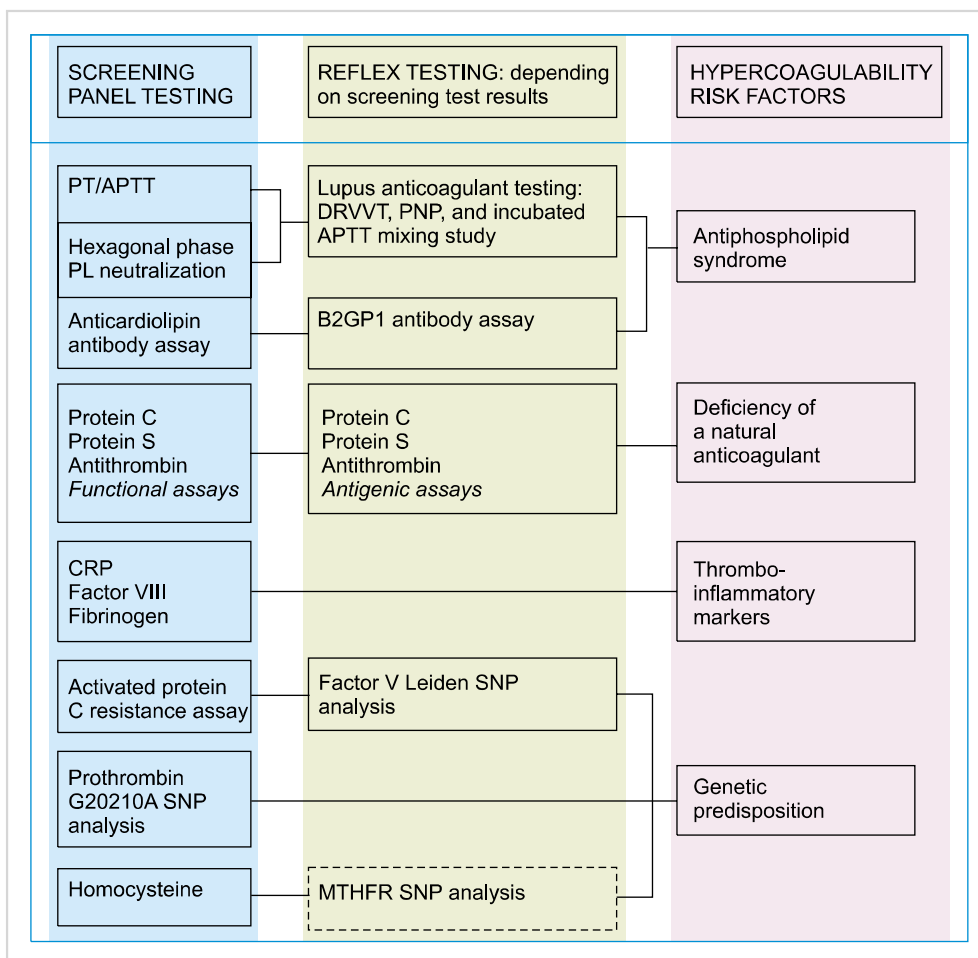 SCREENING
PANEL TESTING
REFLEX TESTING: depending
on screening test results
HYPERCOAGULABILITY
RISK FACTORS
PT/APTT
Hexagonal phase
PL neutralization
Anticardiolipin
antibody assay
Lupus anticoagulant testing:
DRVVT, PNP, and incubated
APTT mixing study
B2GP1 antibody assay
Antiphospholipid
syndrome
Protein C
Protein S
Antithrombin
Functional assays
Protein C
Protein S
Antithrombin
Antigenic assays
Deficiency of
a natural
anticoagulant
CRP
Factor VIII
Fibrinogen
Thrombo-
inflammatory
markers
Activated protein
C resistance assay
Factor V Leiden SNP
analysis
Prothrombin
G20210A SNP
analysis
Genetic
predisposition
Homocysteine
MTHFR SNP analysis